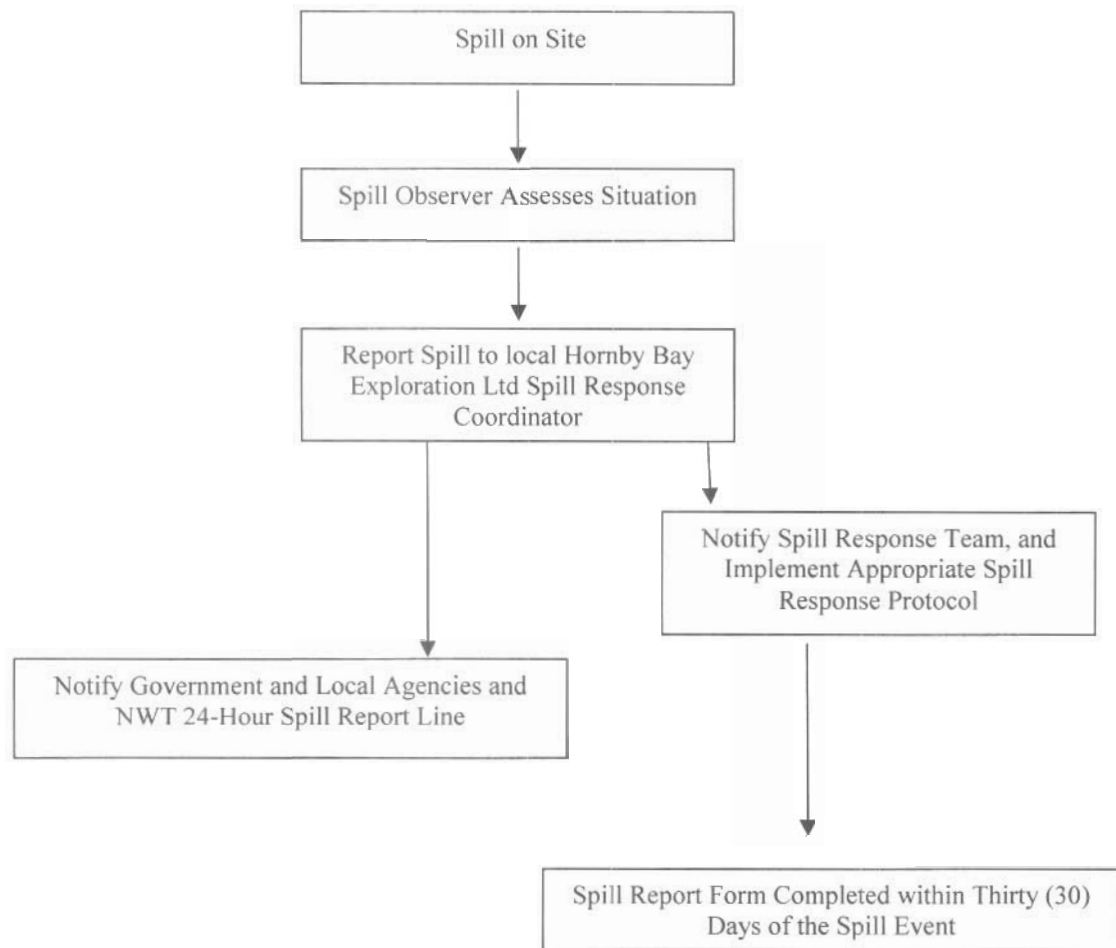 Spill on Site
Spill Observer Assesses Situation
Report Spill to local Hornby Bay
Exploration Ltd Spill Response
Coordinator
Notify Spill Response Team, and
Implement Appropriate Spill
Response Protocol
Notify Government and Local Agencies and
NWT 24-Hour Spill Report Line
Spill Report Form Completed within Thirty (30)
Days of the Spill Event